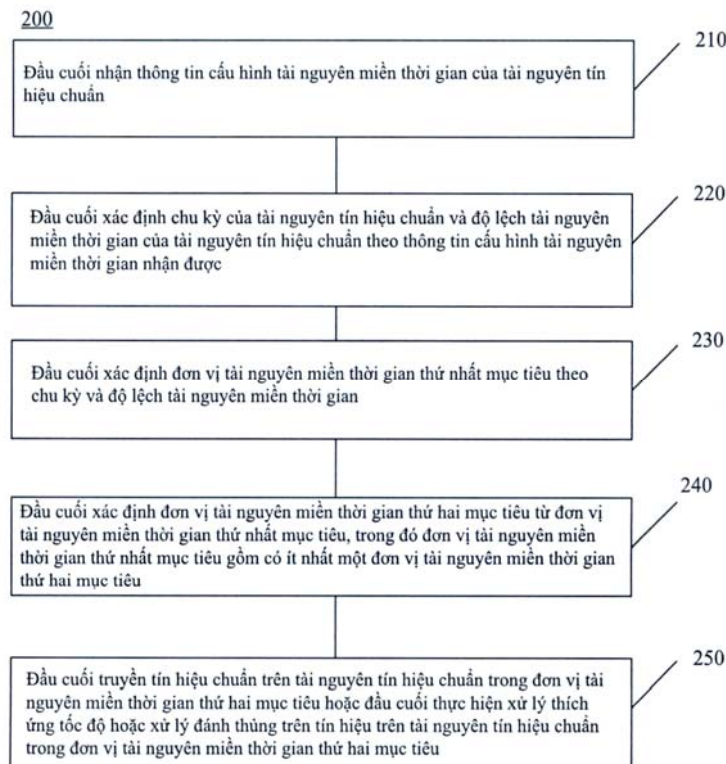 200
210
Đầu cuối nhận thông tin cấu hình tài nguyên miền thời gian của tài nguyên tín
hiệu chuẩn
220
Đầu cuối xác định chu kỳ của tài nguyên tín hiệu chuẩn và độ lệch tài nguyên
miền thời gian của tài nguyên tín hiệu chuẩn theo thông tin cấu hình tài nguyên
miền thời gian nhận được
230
Đầu cuối xác định đơn vị tài nguyên miền thời gian thứ nhất mục tiêu theo
chu kỳ và độ lệch tài nguyên miền thời gian
240
Đầu cuối xác định đơn vị tài nguyên miền thời gian thứ hai mục tiêu từ đơn vị
tài nguyên miền thời gian thứ nhất mục tiêu, trong đó đơn vị tài nguyên miền
thời gian thứ nhất mục tiêu gồm có ít nhất một đơn vị tài nguyên miền thời gian
thứ hai mục tiêu
250
Đầu cuối truyền tín hiệu chuẩn trên tài nguyên tín hiệu chuẩn trong đơn vị tài
nguyên miền thời gian thứ hai mục tiêu hoặc đầu cuối thực hiện xử lý thích
ứng tốc độ hoặc xử lý đánh thủng trên tín hiệu trên tài nguyên tín hiệu chuẩn
trong đơn vị tài nguyên miền thời gian thứ hai mục tiêu